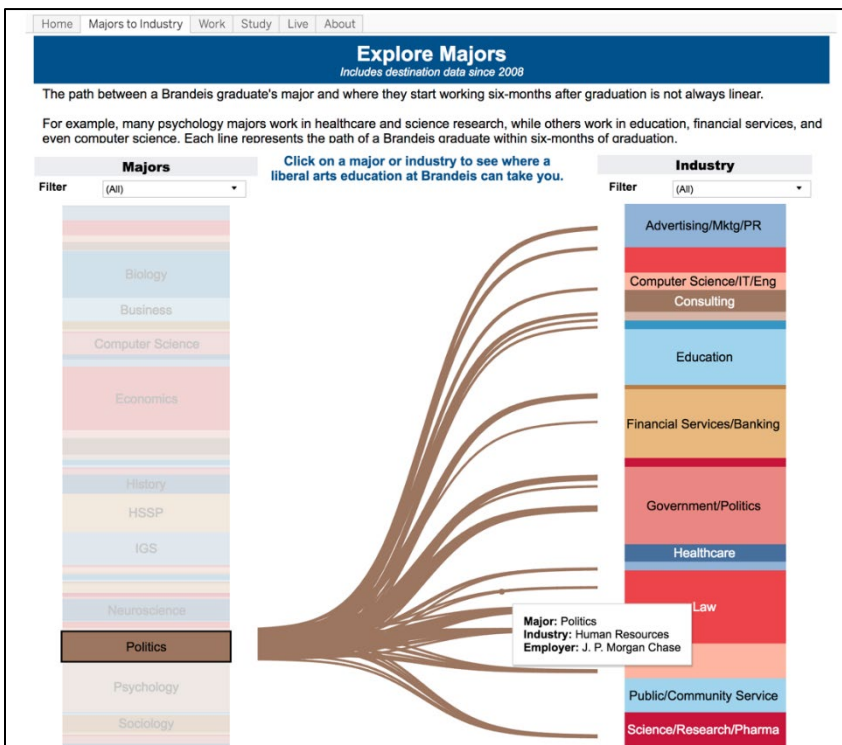 Home Majors to Industry Work Study Live About
Explore Majors
Includes destination data since 2008
The path between a Brandeis graduate's major and where they start working six-months after graduation is not always linear.
For example, many psychology majors work in healthcare and science research, while others work in education, financial services, and
even computer science. Each line represents the path of a Brandeis graduate within six-months of graduation.
Majors
Filter (All)
Click on a major or industry to see where a
liberal arts education at Brandeis can take you.
Industry
Filter (All)
Biology
Business
Computer Science
Economics
History
HSSP
IGS
Neuroscience
Politics
Psychology
Sociology
Advertising/Mktg/PR
Computer Science/IT/Eng
Consulting
Education
Financial Services/Banking
Government/Politics
Healthcare
Law
Public/Community Service
Science/Research/Pharma
Major: Politics
Industry: Human Resources
Employer: J. P. Morgan Chase